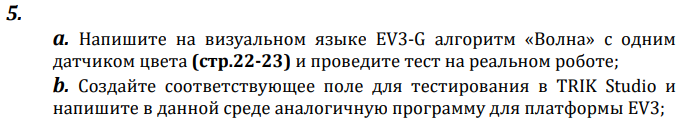 5.
a. Напишите на визуальном языке EV3-G алгоритм «Волна» с одним
датчиком цвета (стр.22-23) и проведите тест на реальном роботе;
b. Создайте соответствующее поле для тестирования в TRIK Studio и
напишите в данной среде аналогичную программу для платформы EV3;